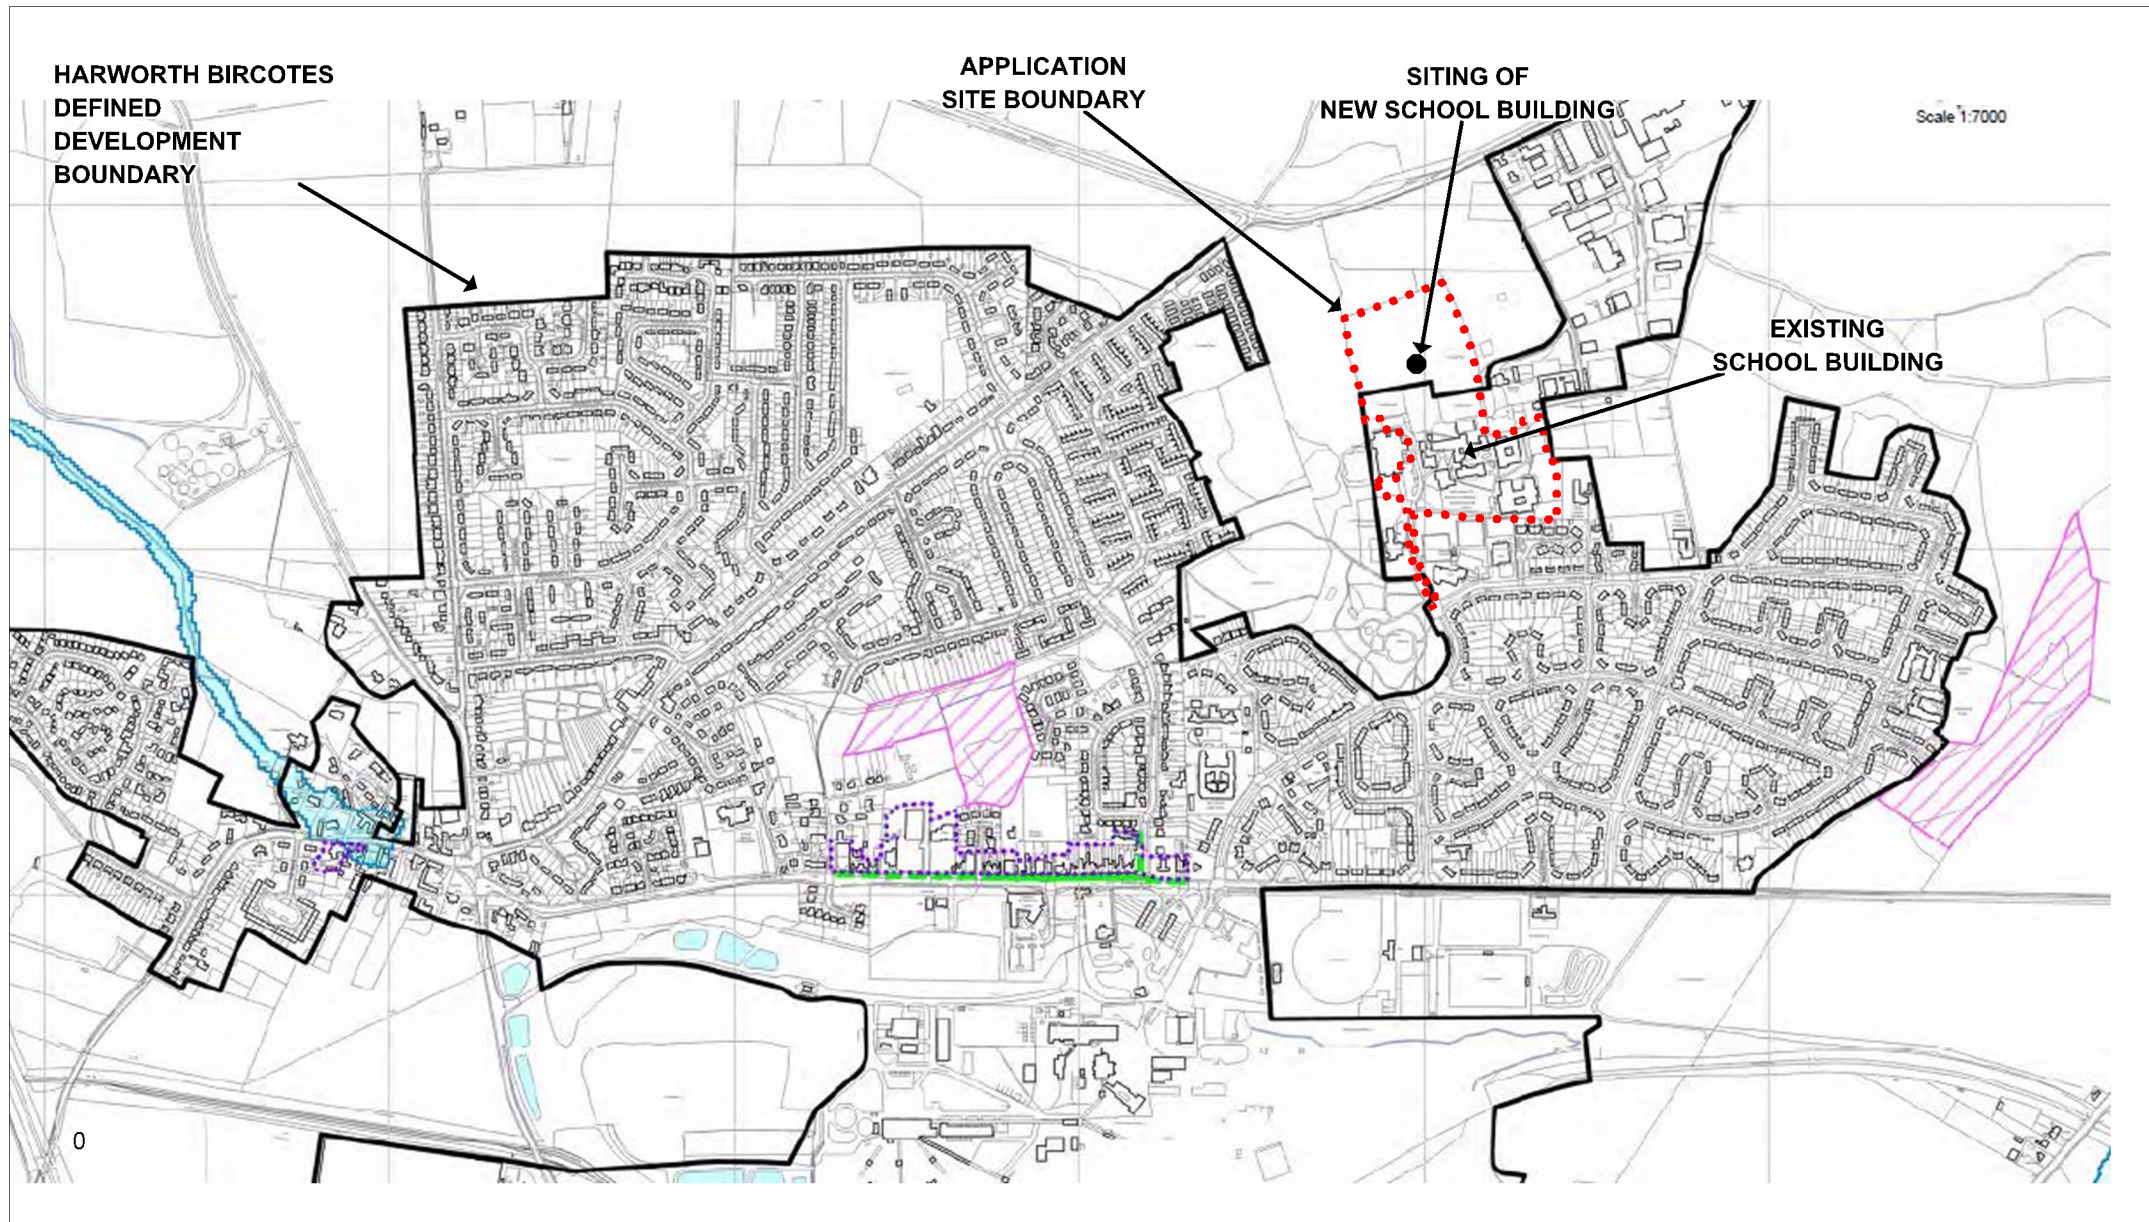 HARWORTH BIRCOTES
DEFINED
DEVELOPMENT
BOUNDARY
APPLICATION
SITE BOUNDARY
SITING OF
NEW SCHOOL BUILDING
Scale 1:7000
EXISTING
SCHOOL BUILDING
0